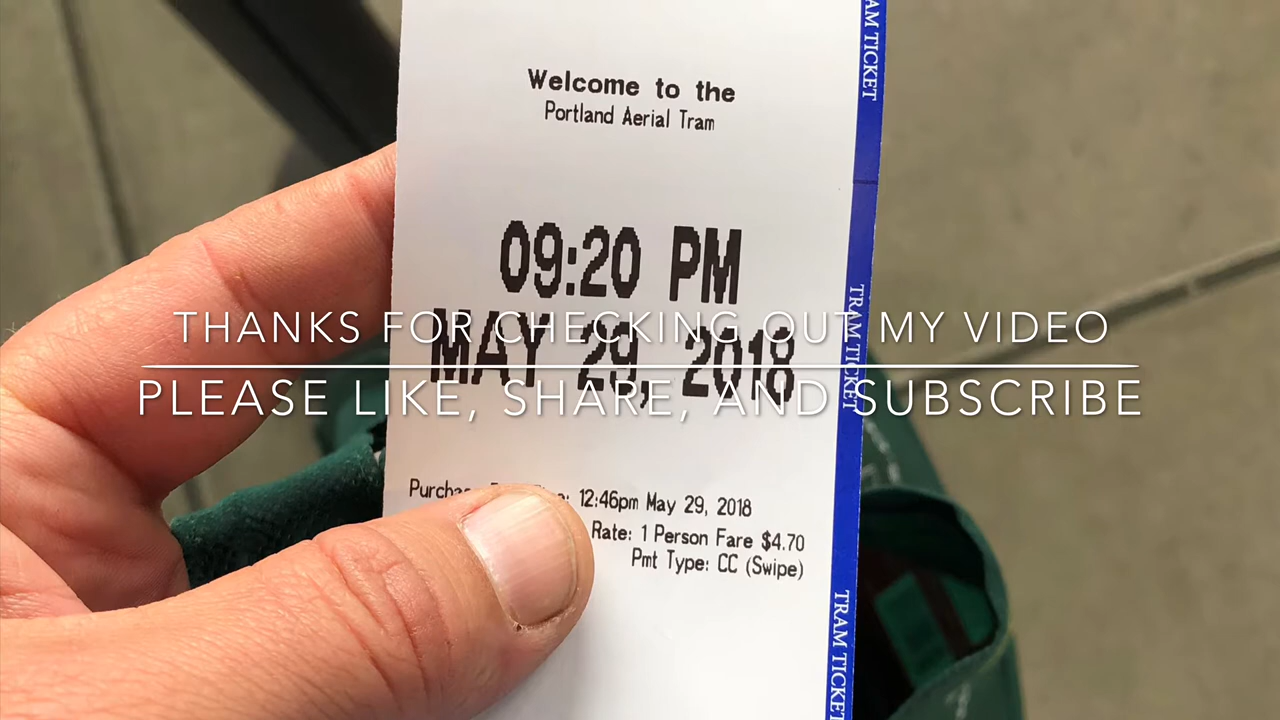 Welcome to the
Portland Aerial Tram
09:20 PM
MAY 29, 2018
THANKS FOR CHECKING OUT MY VIDEO
PLEASE LIKE, SHARE, AND SUBSCRIBE
12:46pm May 29, 2018
Rate: 1 Person Fare $4.70
Pmt Type: CC (Swipe)
TRAM TICKET
TRAM TICKET
TICKET